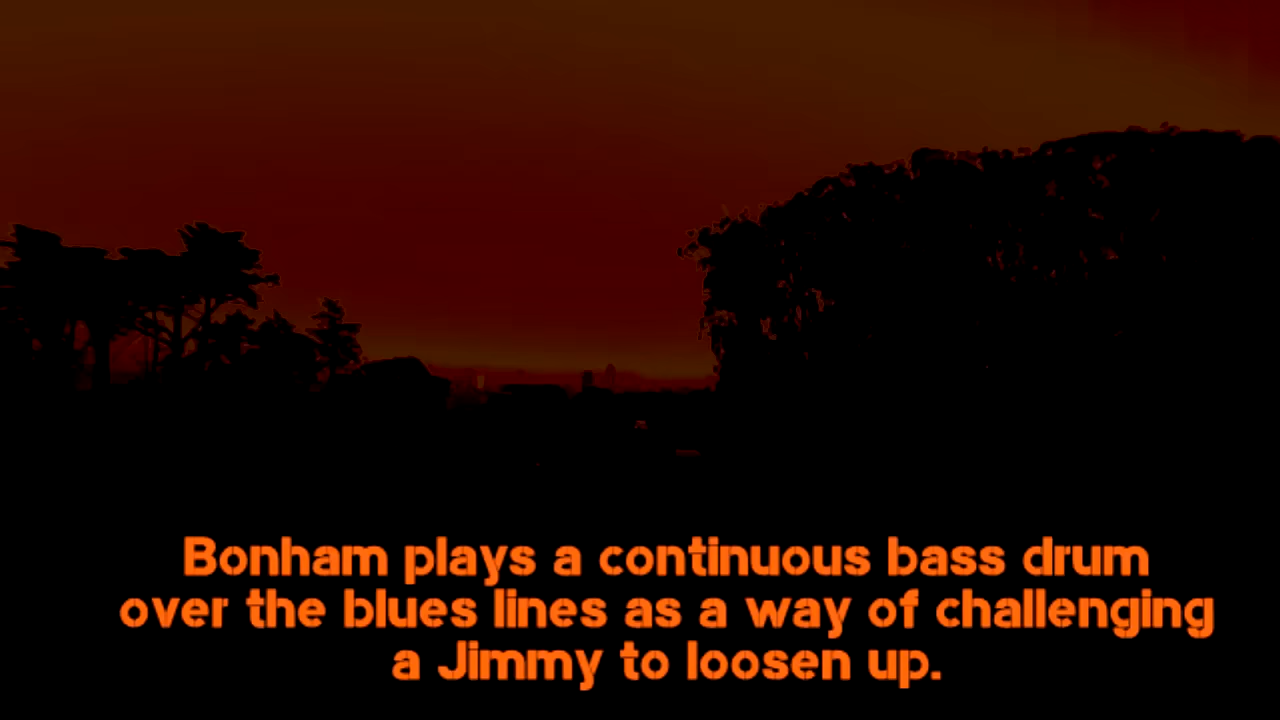 Bonham plays a continuous bass drum
over the blues lines as a way of challenging
a Jimmy to loosen up.